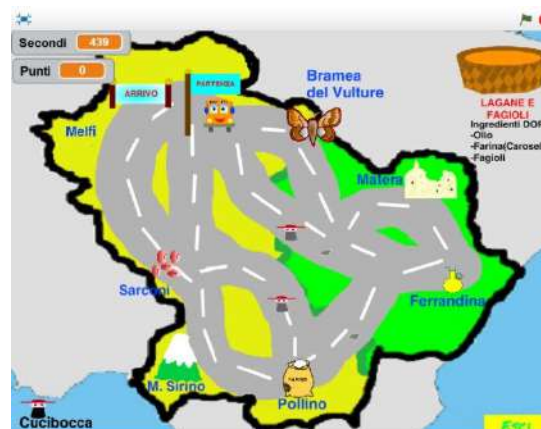 Secondi 439
Punti 0
ARRIVO
PARTENZA
Bramea
del Vulture
Melfi
LAGANE E
FAGIOLI
Ingredienti DOP
-Olio
-Farina(Carosel
-Fagioli
Matera
Sarconi
Ferrandina
M. Sirino
Pollino
Cucibocca
ESCI